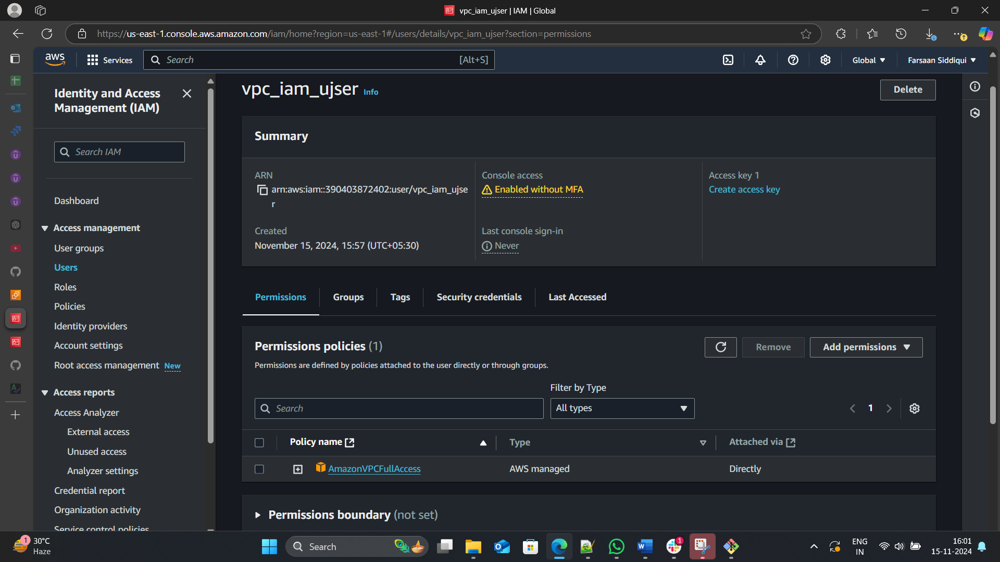 vpc_iam_ujser | IAM | Global
https://us-east-1.console.aws.amazon.com/iam/home?region=us-east-1#/users/details/vpc_iam_ujser?section=permissions
aws
Services
Search
[Alt+S]
Global
Farsaan Siddiqui
Identity and Access
Management (IAM)
Search IAM
Dashboard
Access management
User groups
Users
Roles
Policies
Identity providers
Account settings
Root access management New
Access reports
Access Analyzer
External access
Unused access
Analyzer settings
Credential report
Organization activity
Service control policies
vpc_iam_ujser Info
Delete
Summary
ARN
arn:aws:iam::390403872402:user/vpc_iam_ujse
r
Console access
Enabled without MFA
Access key 1
Create access key
Created
November 15, 2024, 15:57 (UTC+05:30)
Last console sign-in
Never
Permissions
Groups
Tags
Security credentials
Last Accessed
Permissions policies (1)
Remove
Add permissions
Permissions are defined by policies attached to the user directly or through groups.
Filter by Type
Search
All types
1
Policy name
Type
Attached via
AmazonVPCFullAccess
AWS managed
Directly
Permissions boundary (not set)
1
30°C
Haze
Search
1
ENG
IN
16:01
15-11-2024